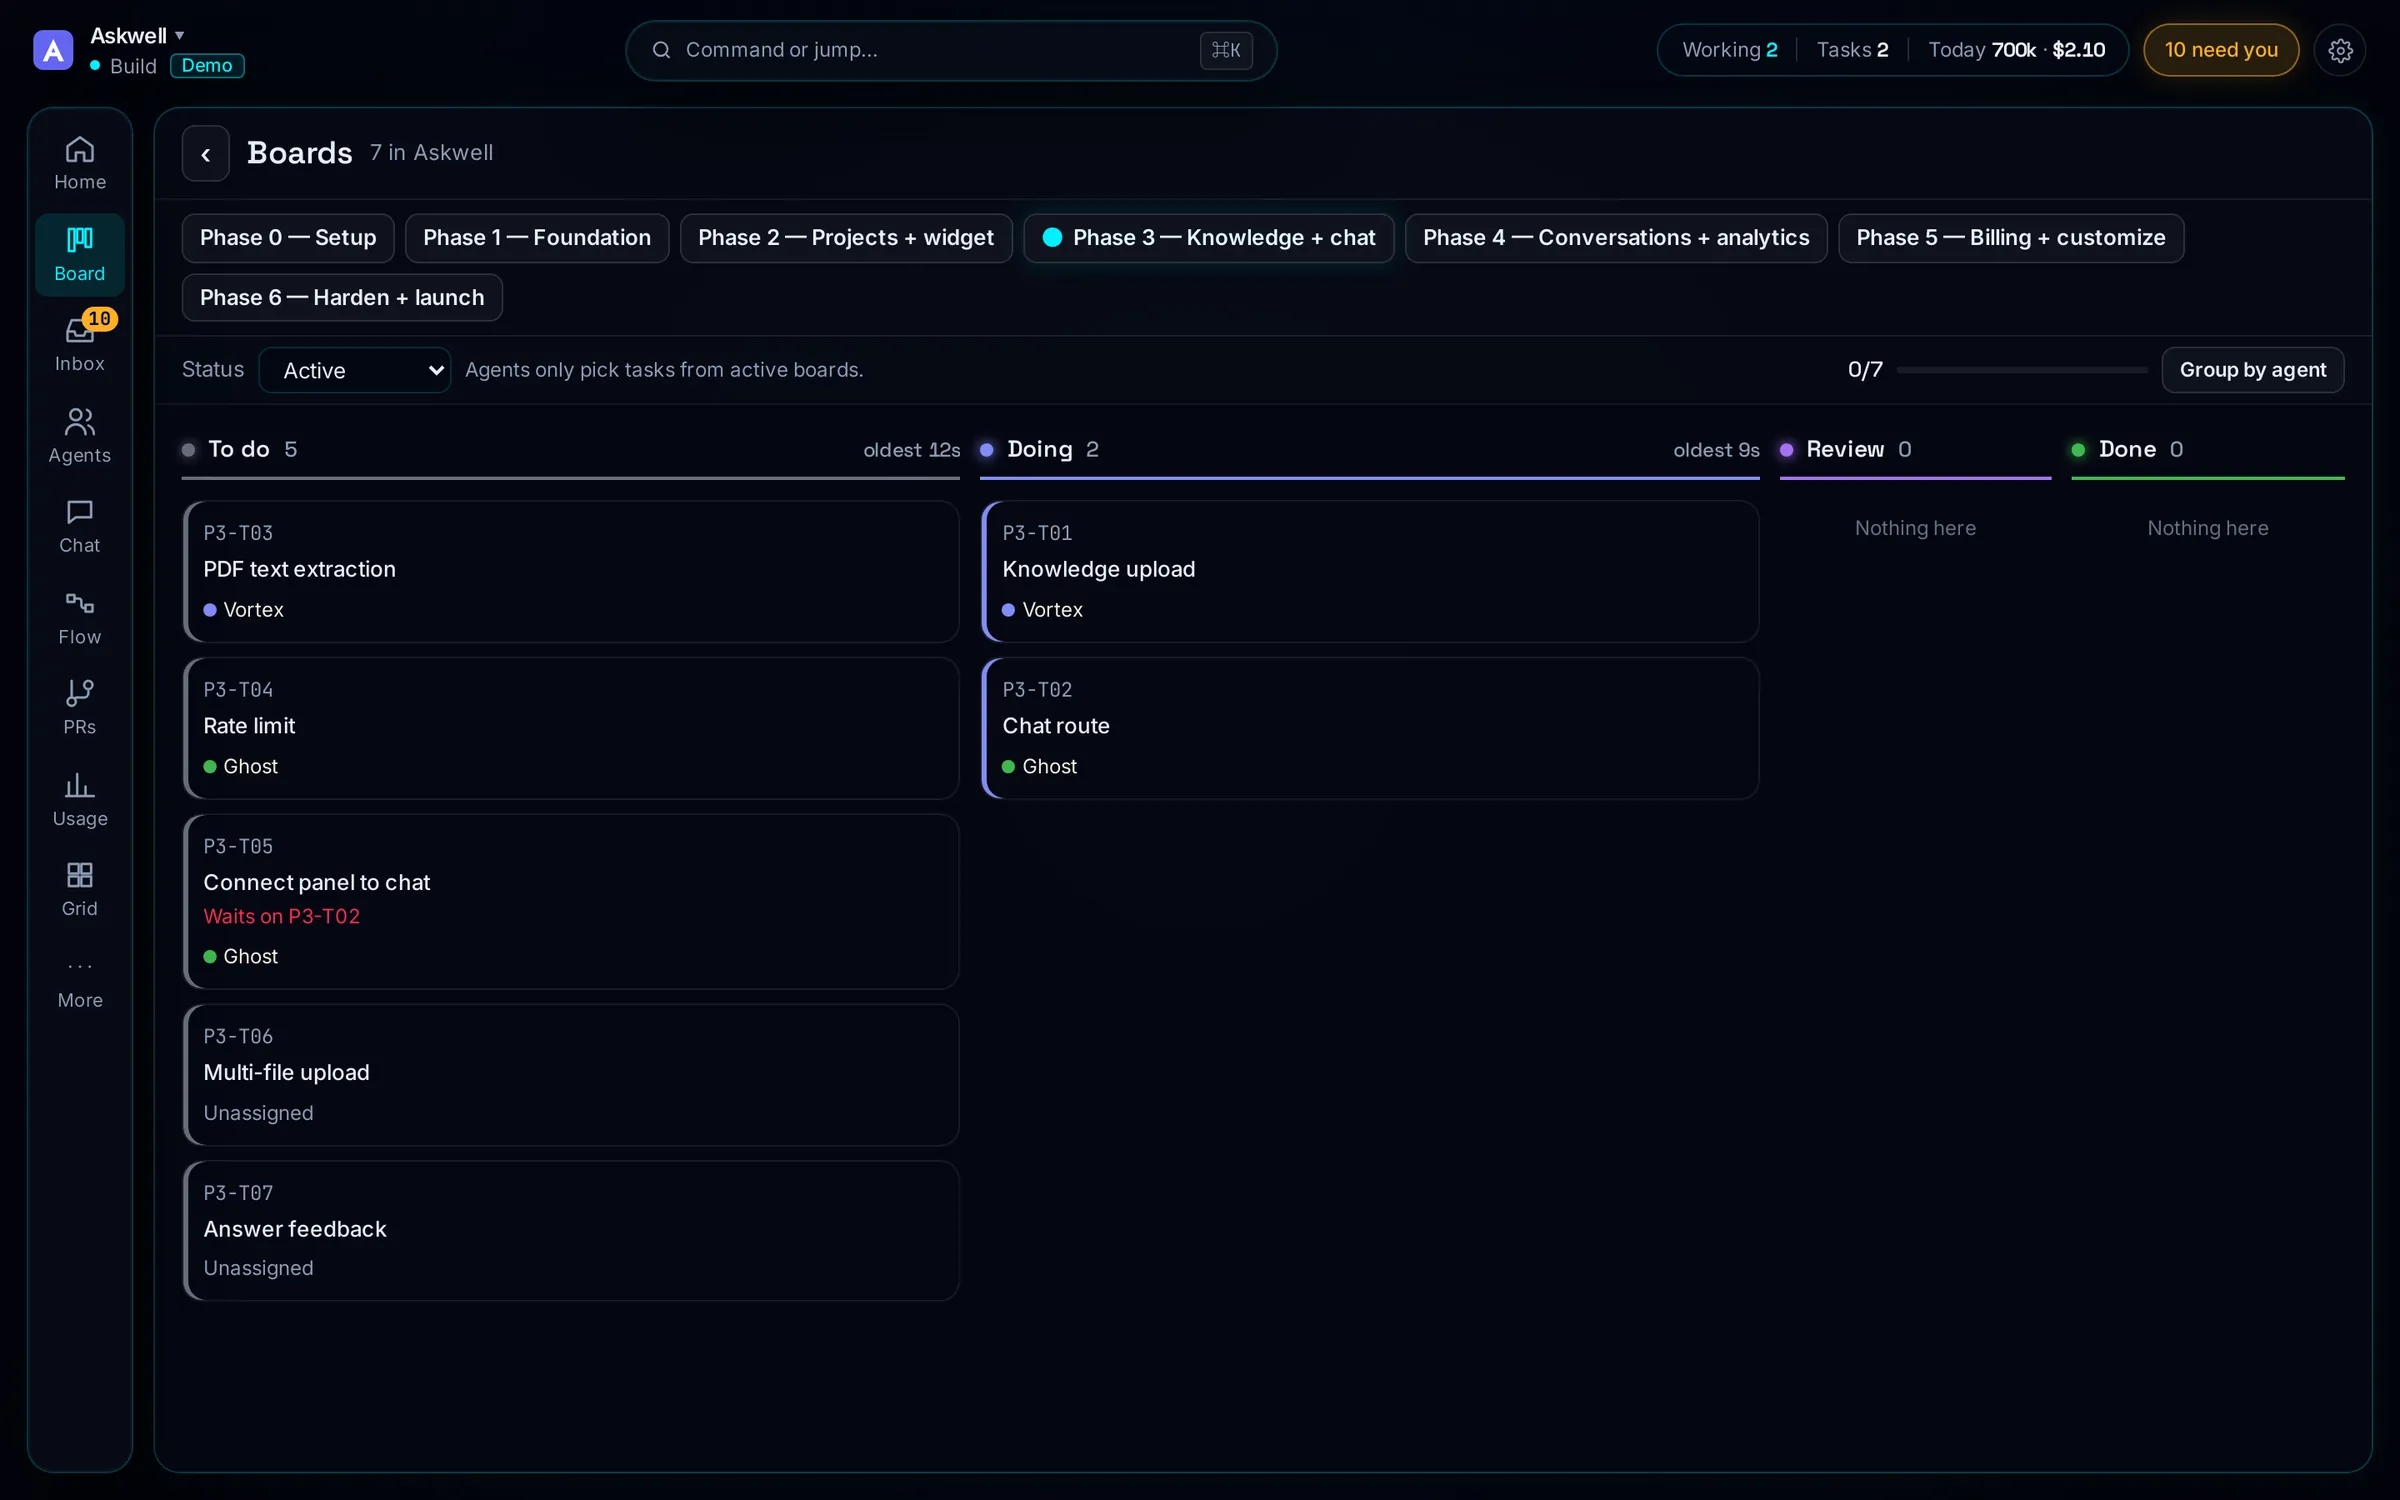 A
Askwell ▾
Build Demo
Command or jump... ⌘K
Working 2 Tasks 2 Today 700k · $2.10
10 need you
Home
Board
10
Inbox
Agents
Chat
Flow
PRs
Usage
Grid
...
More
‹ Boards 7 in Askwell
Phase 0 — Setup
Phase 1 — Foundation
Phase 2 — Projects + widget
Phase 3 — Knowledge + chat
Phase 4 — Conversations + analytics
Phase 5 — Billing + customize
Phase 6 — Harden + launch
Status Active Agents only pick tasks from active boards. 0/7 Group by agent
To do 5 oldest 12s
P3-T03
PDF text extraction
Vortex
P3-T04
Rate limit
Ghost
P3-T05
Connect panel to chat
Waits on P3-T02
Ghost
P3-T06
Multi-file upload
Unassigned
P3-T07
Answer feedback
Unassigned
Doing 2 oldest 9s
P3-T01
Knowledge upload
Vortex
P3-T02
Chat route
Ghost
Review 0
Nothing here
Done 0
Nothing here